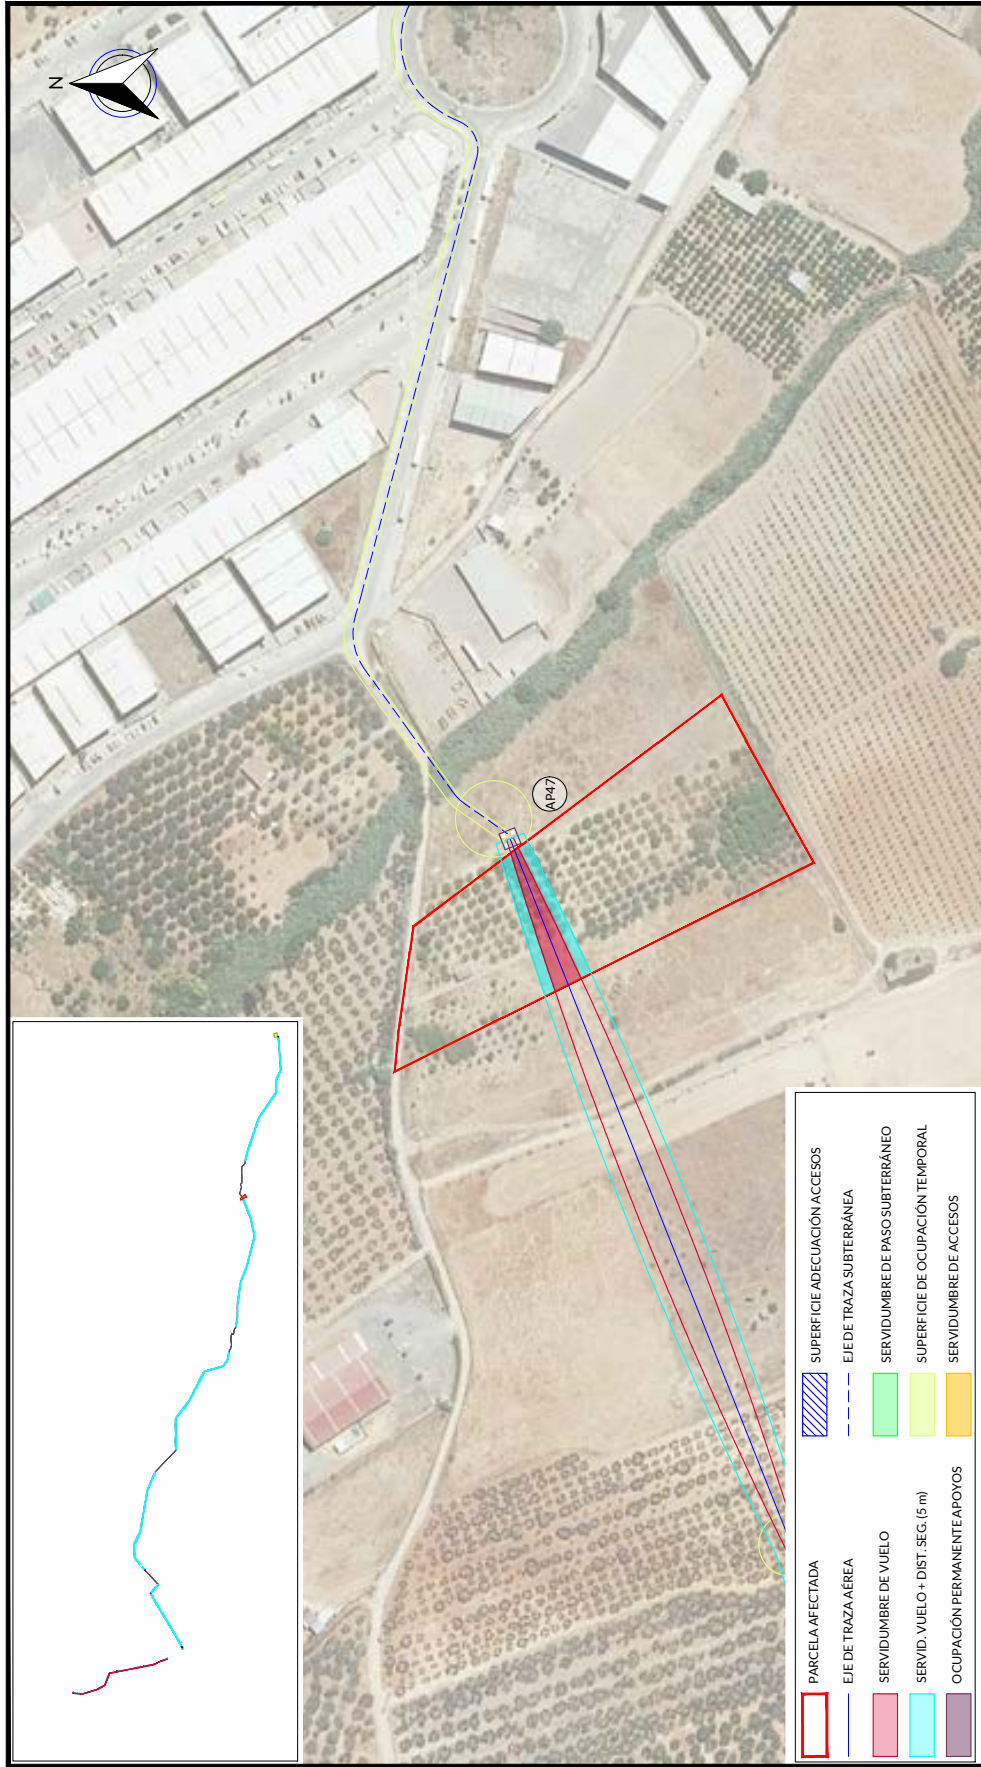 N
AP47
PARCELA AFECTADA
EJE DE TRAZA AÉREA
SERVIDUMBRE DE VUELO
SERVID. VUELO + DIST. SEG. (5 m)
OCUPACIÓN PERMANENTE APOYOS
SUPERFICIE ADECUACIÓN ACCESOS
EJE DE TRAZA SUBTERRÁNEA
SERVIDUMBRE DE PASO SUBTERRÁNEO
SUPERFICIE DE OCUPACIÓN TEMPORAL
SERVIDUMBRE DE ACCESOS